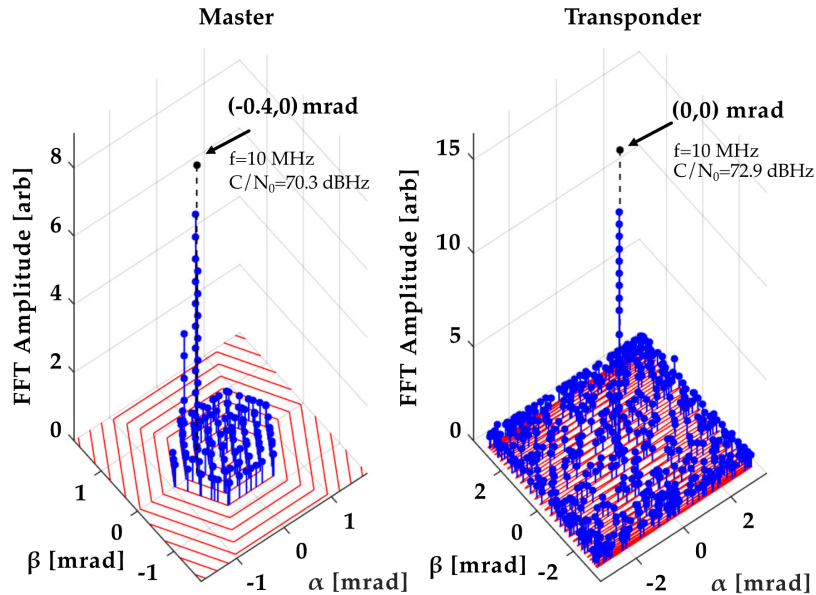 Master
(-0.4,0) mrad
f=10 MHz
C/N₀=70.3 dBHz
FFT Amplitude [arb]
8
6
4
2
0
1
0
-1
β [mrad]
-1
0
1
α [mrad]
Transponder
(0,0) mrad
f=10 MHz
C/N₀=72.9 dBHz
FFT Amplitude [arb]
15
10
5
0
2
0
-2
β [mrad]
-2
0
2
α [mrad]